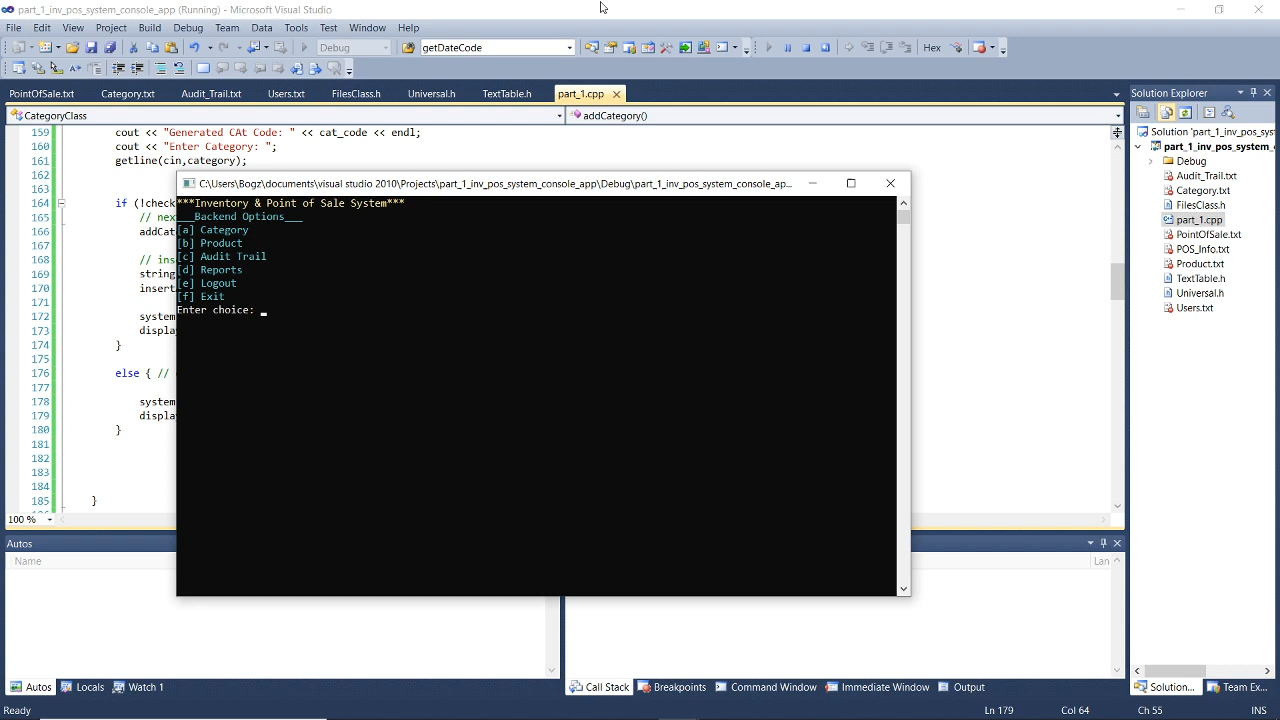 part_1_inv_pos_system_console_app (Running) - Microsoft Visual Studio
File Edit View Project Build Debug Team Data Tools Test Window Help
Debug getDateCode Hex
PointOfSale.txt Category.txt Audit_Trail.txt Users.txt FilesClass.h Universal.h TextTable.h part_1.cpp
CategoryClass addCategory()
159 cout << "Generated CAt Code: " << cat_code << endl;
160 cout << "Enter Category: ";
161 getline(cin,category);
162
163
164 if (!check
165 // nex
166 addCat
167
168 // ins
169 string
170 insert
171
172 system
173 displa
174 }
175
176 else { //
177
178 system
179 displa
180 }
181
182
183
184
185 }
100 %
C:\Users\Bogz\documents\visual studio 2010\Projects\part_1_inv_pos_system_console_app\Debug\part_1_inv_pos_system_console_ap...
***Inventory & Point of Sale System***
___Backend Options___
[a] Category
[b] Product
[c] Audit Trail
[d] Reports
[e] Logout
[f] Exit
Enter choice: _
Solution Explorer
Solution 'part_1_inv_pos_sys
part_1_inv_pos_system_
Debug
Audit_Trail.txt
Category.txt
FilesClass.h
part_1.cpp
PointOfSale.txt
POS_Info.txt
Product.txt
TextTable.h
Universal.h
Users.txt
Autos
Name
Lan
Autos Locals Watch 1
Call Stack Breakpoints Command Window Immediate Window Output
Solution... Team Ex...
Ready Ln 179 Col 64 Ch 55 INS